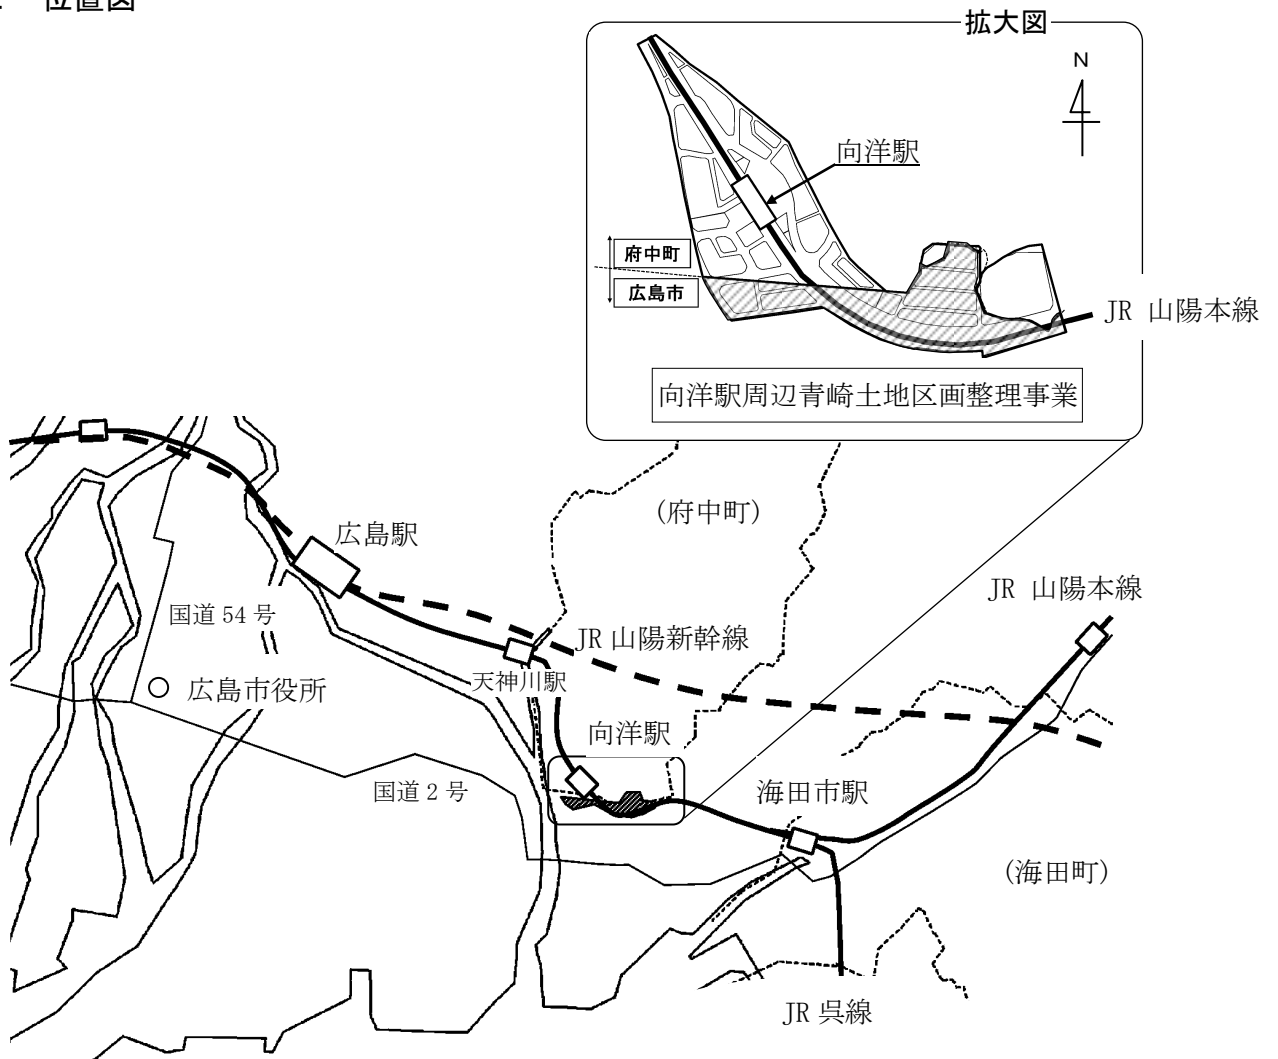 位置図
拡大図
N
向洋駅
府中町
広島市
JR 山陽本線
向洋駅周辺青崎土地区画整理事業
(府中町)
広島駅
JR 山陽本線
国道 54 号
JR 山陽新幹線
天神川駅
広島市役所
向洋駅
国道 2 号
海田市駅
(海田町)
JR 呉線